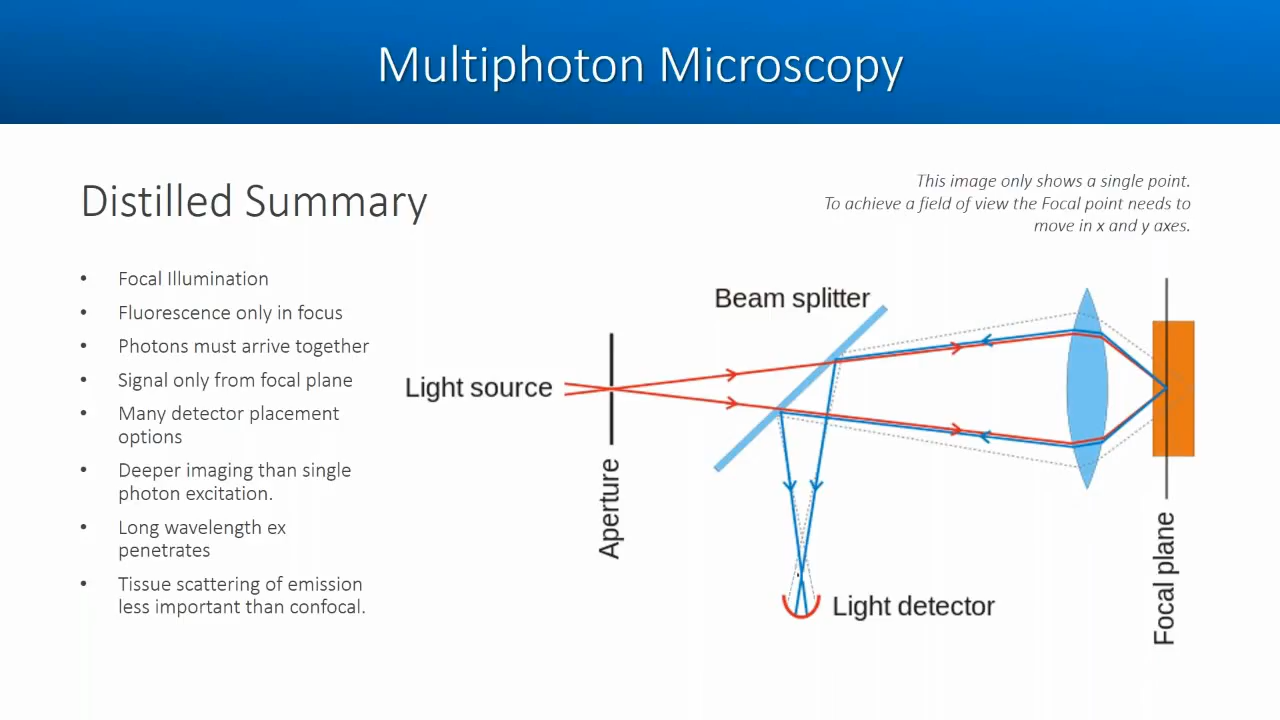 Multiphoton Microscopy
Distilled Summary
This image only shows a single point.
To achieve a field of view the Focal point needs to
move in x and y axes.
• Focal Illumination
• Fluorescence only in focus
• Photons must arrive together
• Signal only from focal plane
• Many detector placement
options
• Deeper imaging than single
photon excitation.
• Long wavelength ex
penetrates
• Tissue scattering of emission
less important than confocal.
Beam splitter
Light source
Aperture
Light detector
Focal plane